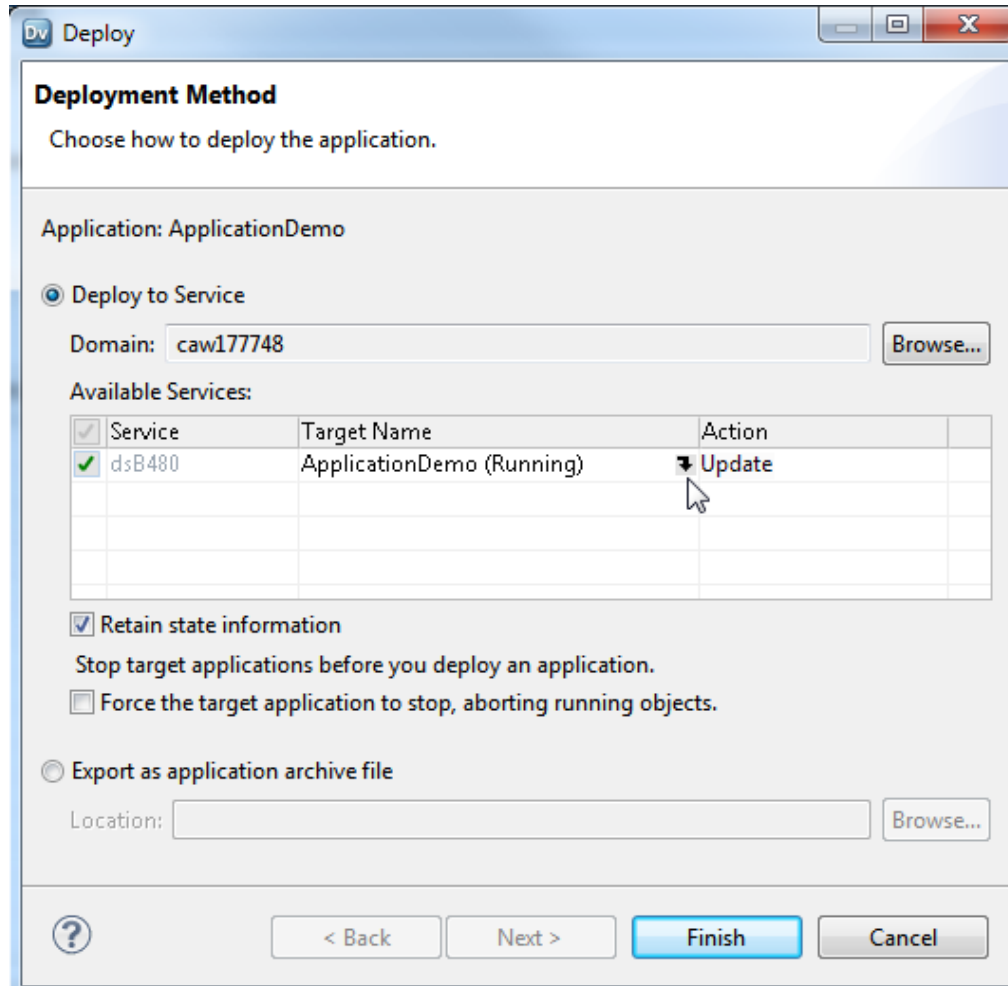 Dv Deploy
Deployment Method
Choose how to deploy the application.
Application: ApplicationDemo
Deploy to Service
Domain: caw177748 Browse...
Available Services:
Service Target Name Action
dsB480 ApplicationDemo (Running) Update
Retain state information
Stop target applications before you deploy an application.
Force the target application to stop, aborting running objects.
Export as application archive file
Location: Browse...
? < Back Next > Finish Cancel